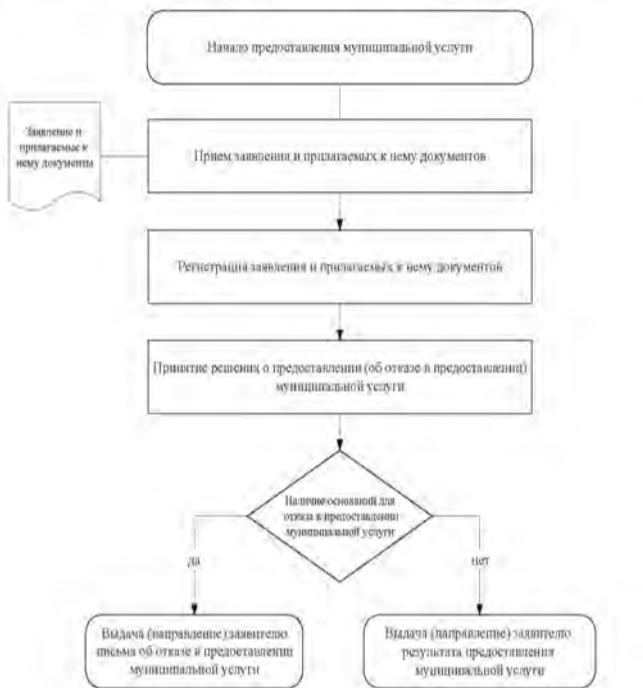 Начало предоставления муниципальной услуги
Заявление и
прилагаемые к
нему документы
Прием заявления и прилагаемых к нему документов
Регистрация заявления и прилагаемых к нему документов
Принятие решения о предоставлении (об отказе в предоставлении)
муниципальной услуги
Наличие оснований для
отказа в предоставлении
муниципальной услуги
да
нет
Выдача (направление) заявителю
письма об отказе в предоставлении
муниципальной услуги
Выдача (направление) заявителю
результата предоставления
муниципальной услуги